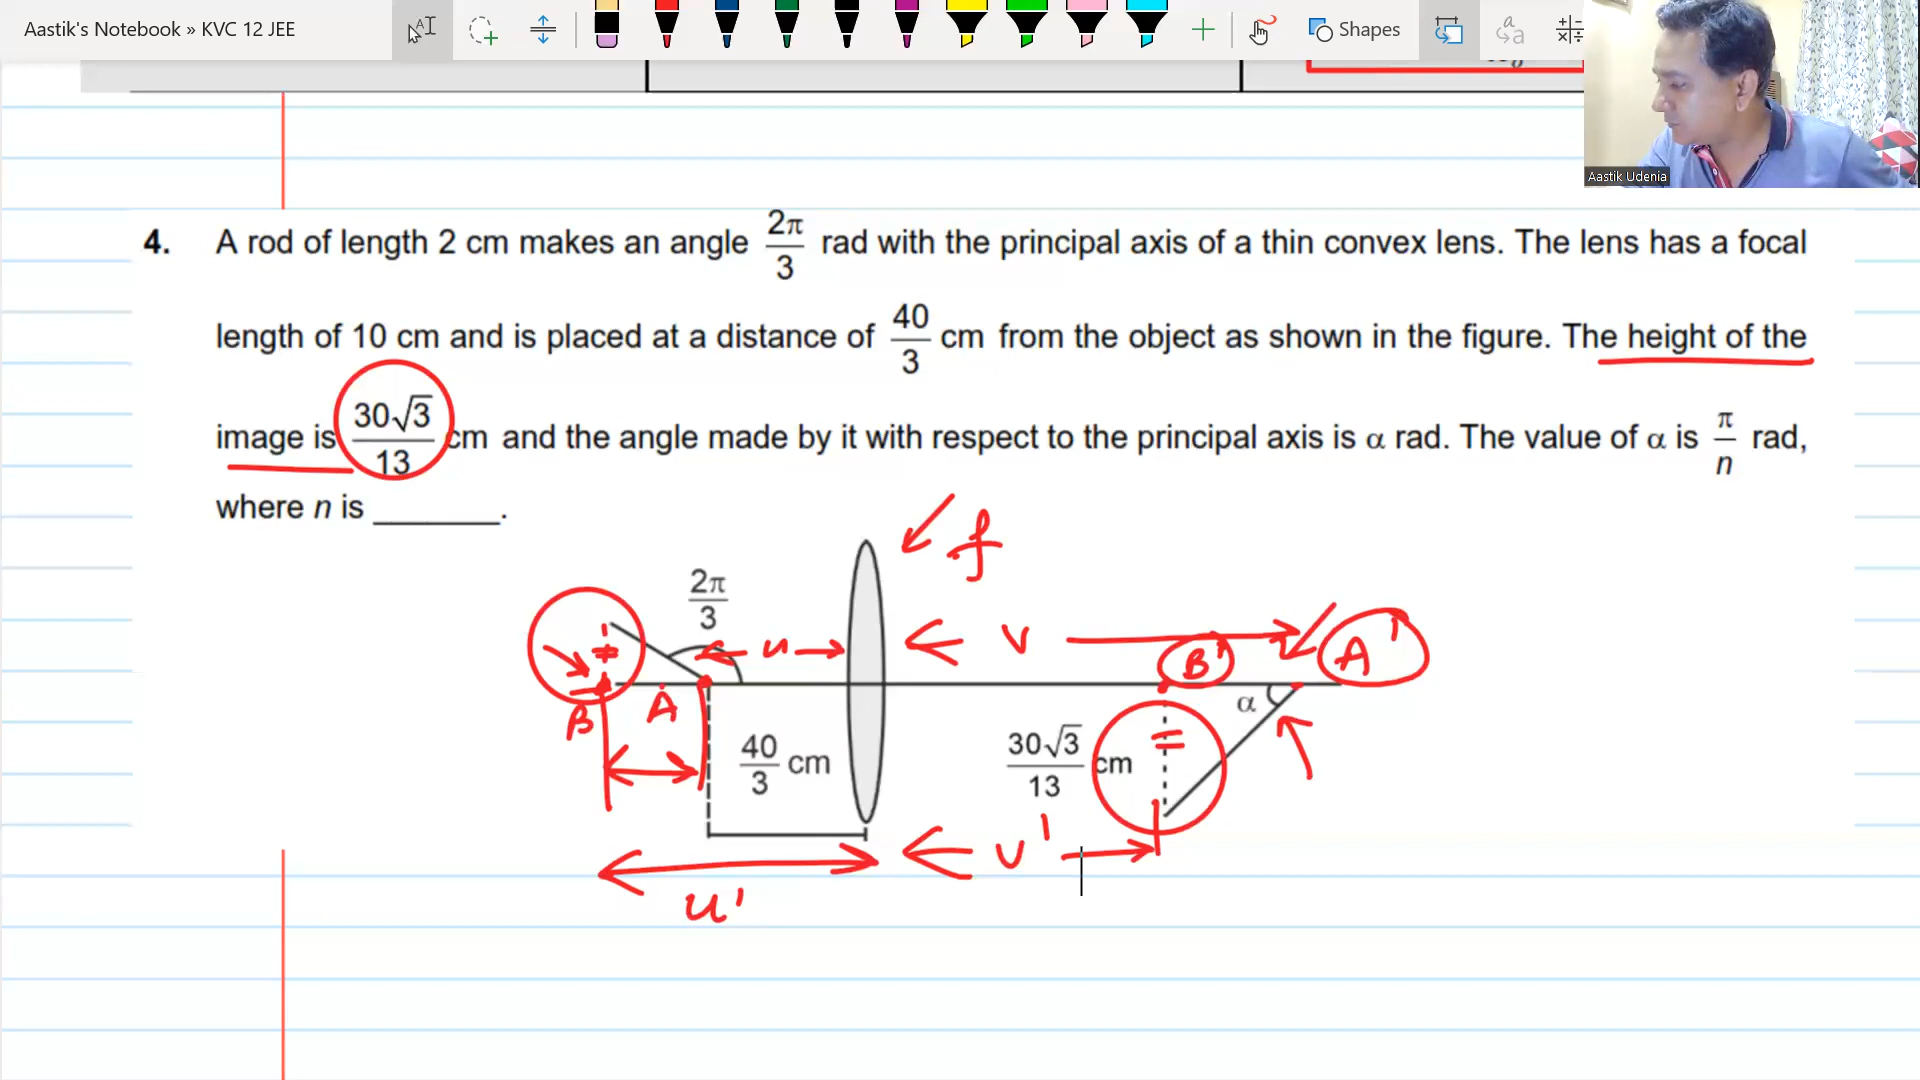 Aastik's Notebook » KVC 12 JEE
Shapes
Aastik Udenia
4. A rod of length 2 cm makes an angle 2π/3 rad with the principal axis of a thin convex lens. The lens has a focal
length of 10 cm and is placed at a distance of 40/3 cm from the object as shown in the figure. The height of the
image is 30√3/13 cm and the angle made by it with respect to the principal axis is α rad. The value of α is π/n rad,
where n is ________.
f
2π/3
u
v
B'
A'
B
A
α
40/3 cm
30√3/13 cm
v'
u'